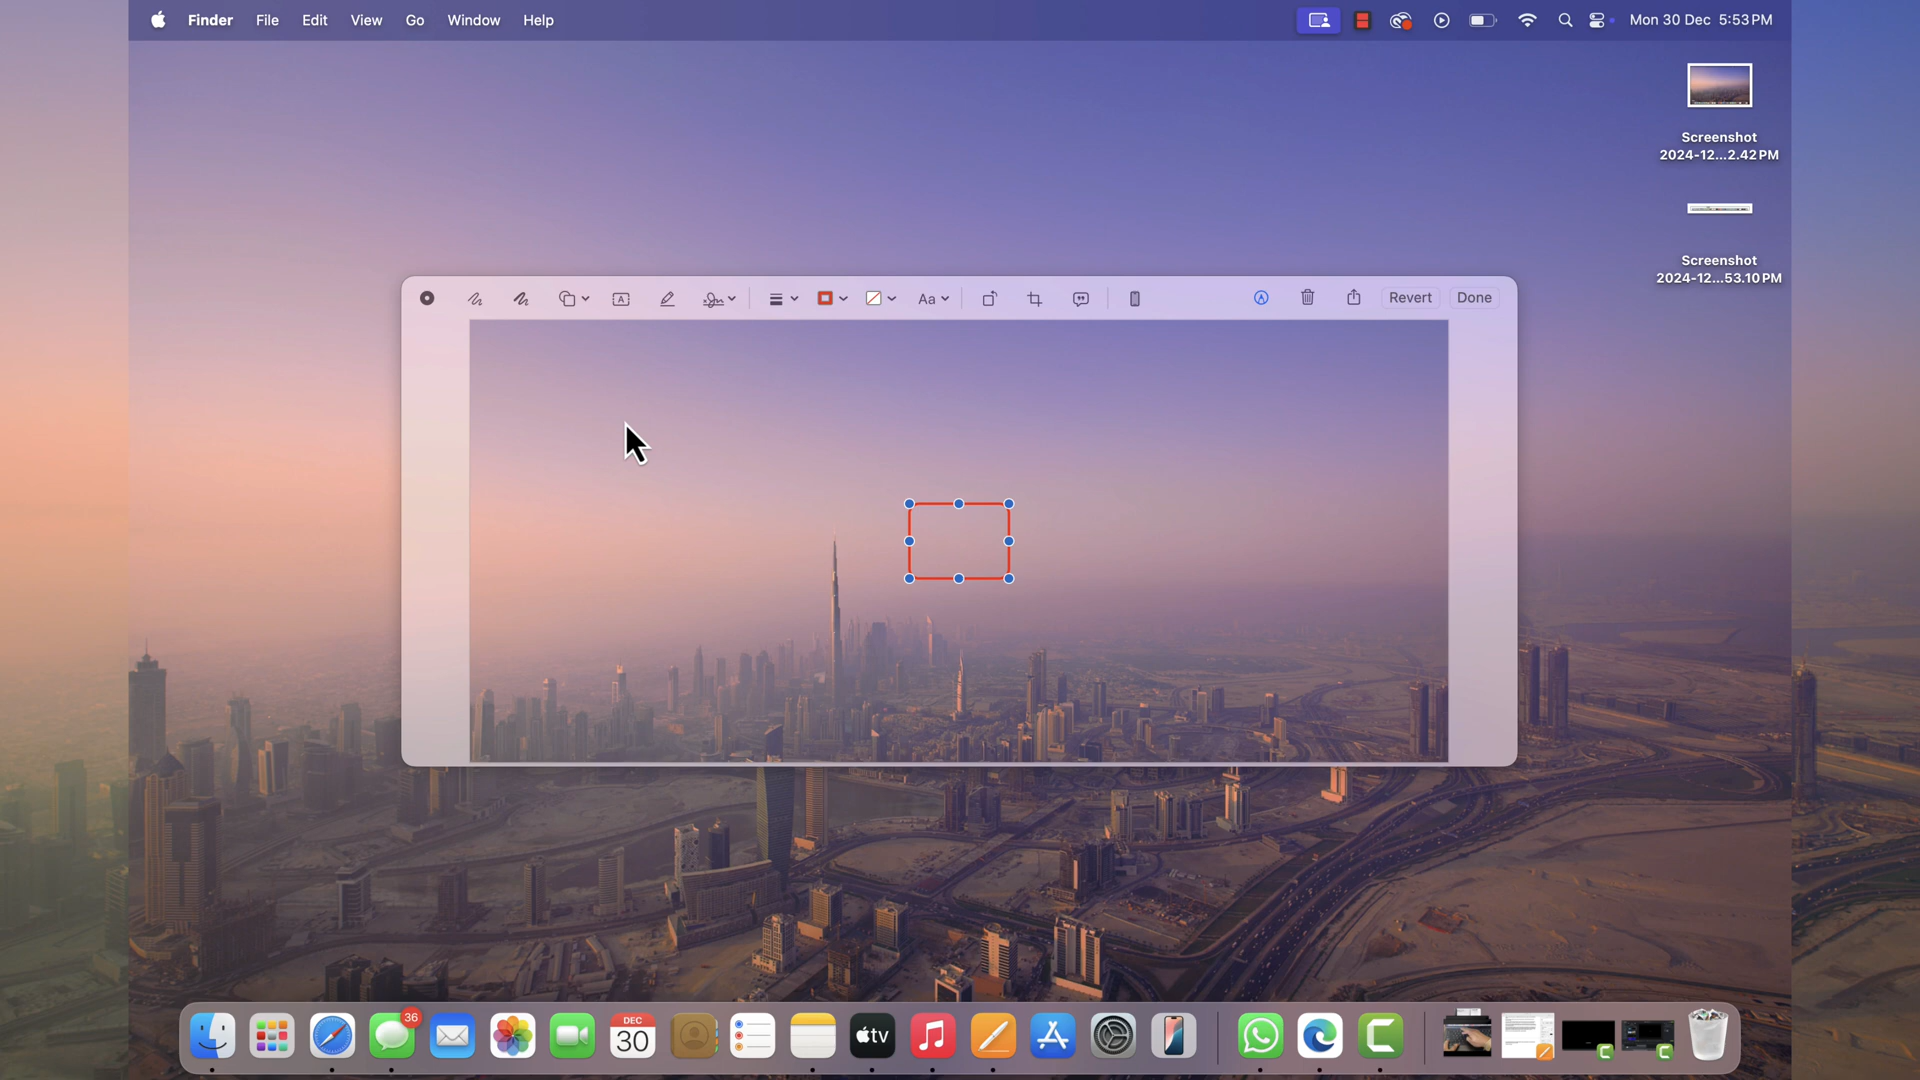 Finder File Edit View Go Window Help Mon 30 Dec 5:53 PM
Screenshot
2024-12...2.42 PM
Screenshot
2024-12...53.10 PM
A Aa Revert Done
36
DEC
30
tv